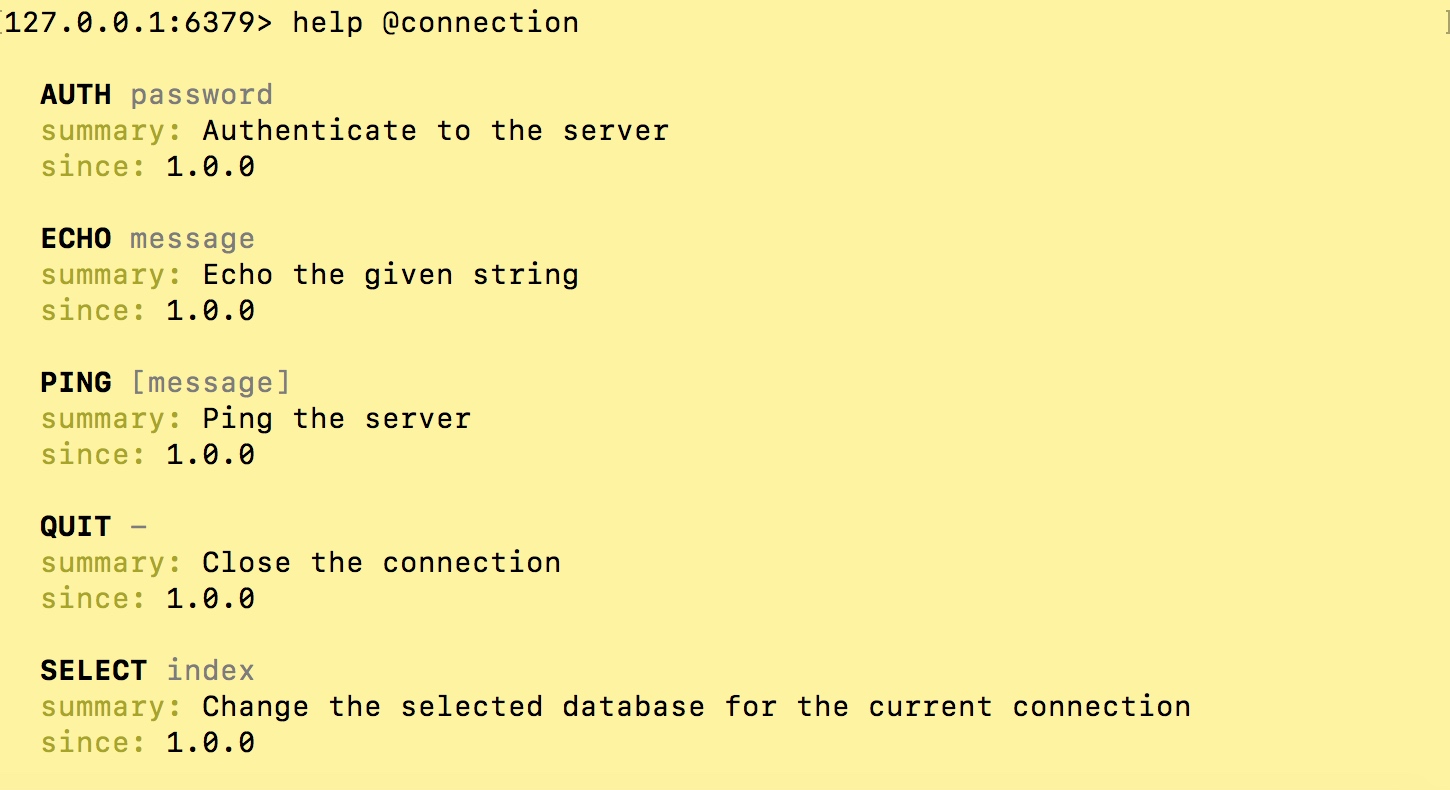 [127.0.0.1:6379> help @connection ]
AUTH password
summary: Authenticate to the server
since: 1.0.0
ECHO message
summary: Echo the given string
since: 1.0.0
PING [message]
summary: Ping the server
since: 1.0.0
QUIT -
summary: Close the connection
since: 1.0.0
SELECT index
summary: Change the selected database for the current connection
since: 1.0.0